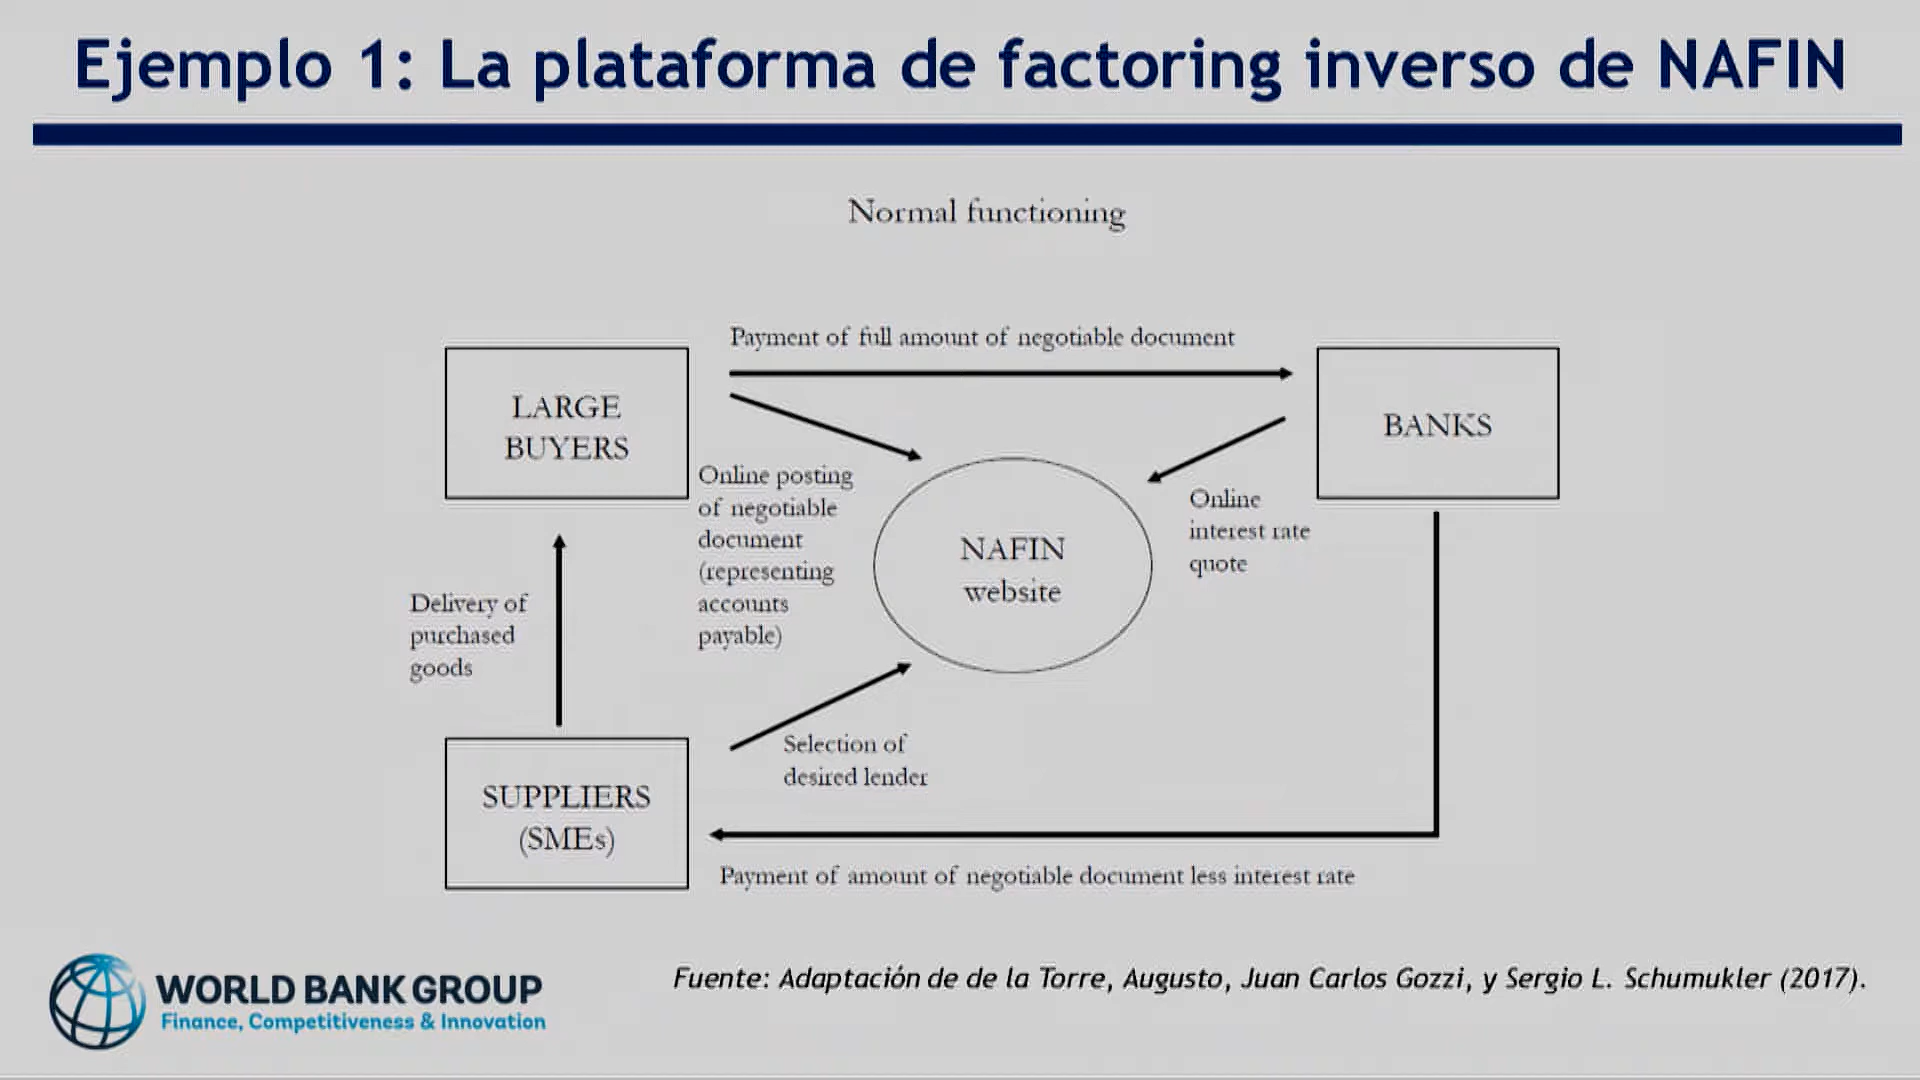 Ejemplo 1: La plataforma de factoring inverso de NAFIN
Normal functioning
Payment of full amount of negotiable document
LARGE
BUYERS
BANKS
Online posting
of negotiable
document
(representing
accounts
payable)
Online
interest rate
quote
NAFIN
website
Delivery of
purchased
goods
Selection of
desired lender
SUPPLIERS
(SMEs)
Payment of amount of negotiable document less interest rate
WORLD BANK GROUP
Finance, Competitiveness & Innovation
Fuente: Adaptación de de la Torre, Augusto, Juan Carlos Gozzi, y Sergio L. Schumukler (2017).